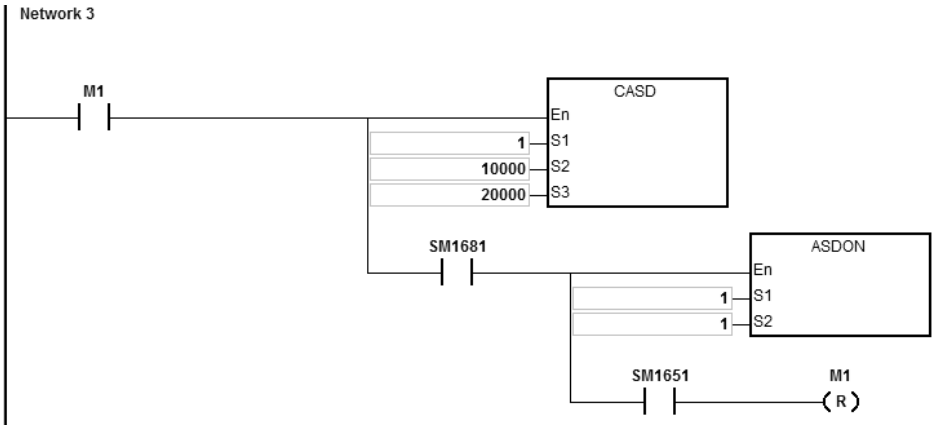 Network 3
M1
CASD
En
1 S1
10000 S2
20000 S3
SM1681
ASDON
En
1 S1
1 S2
SM1651
M1
( R )